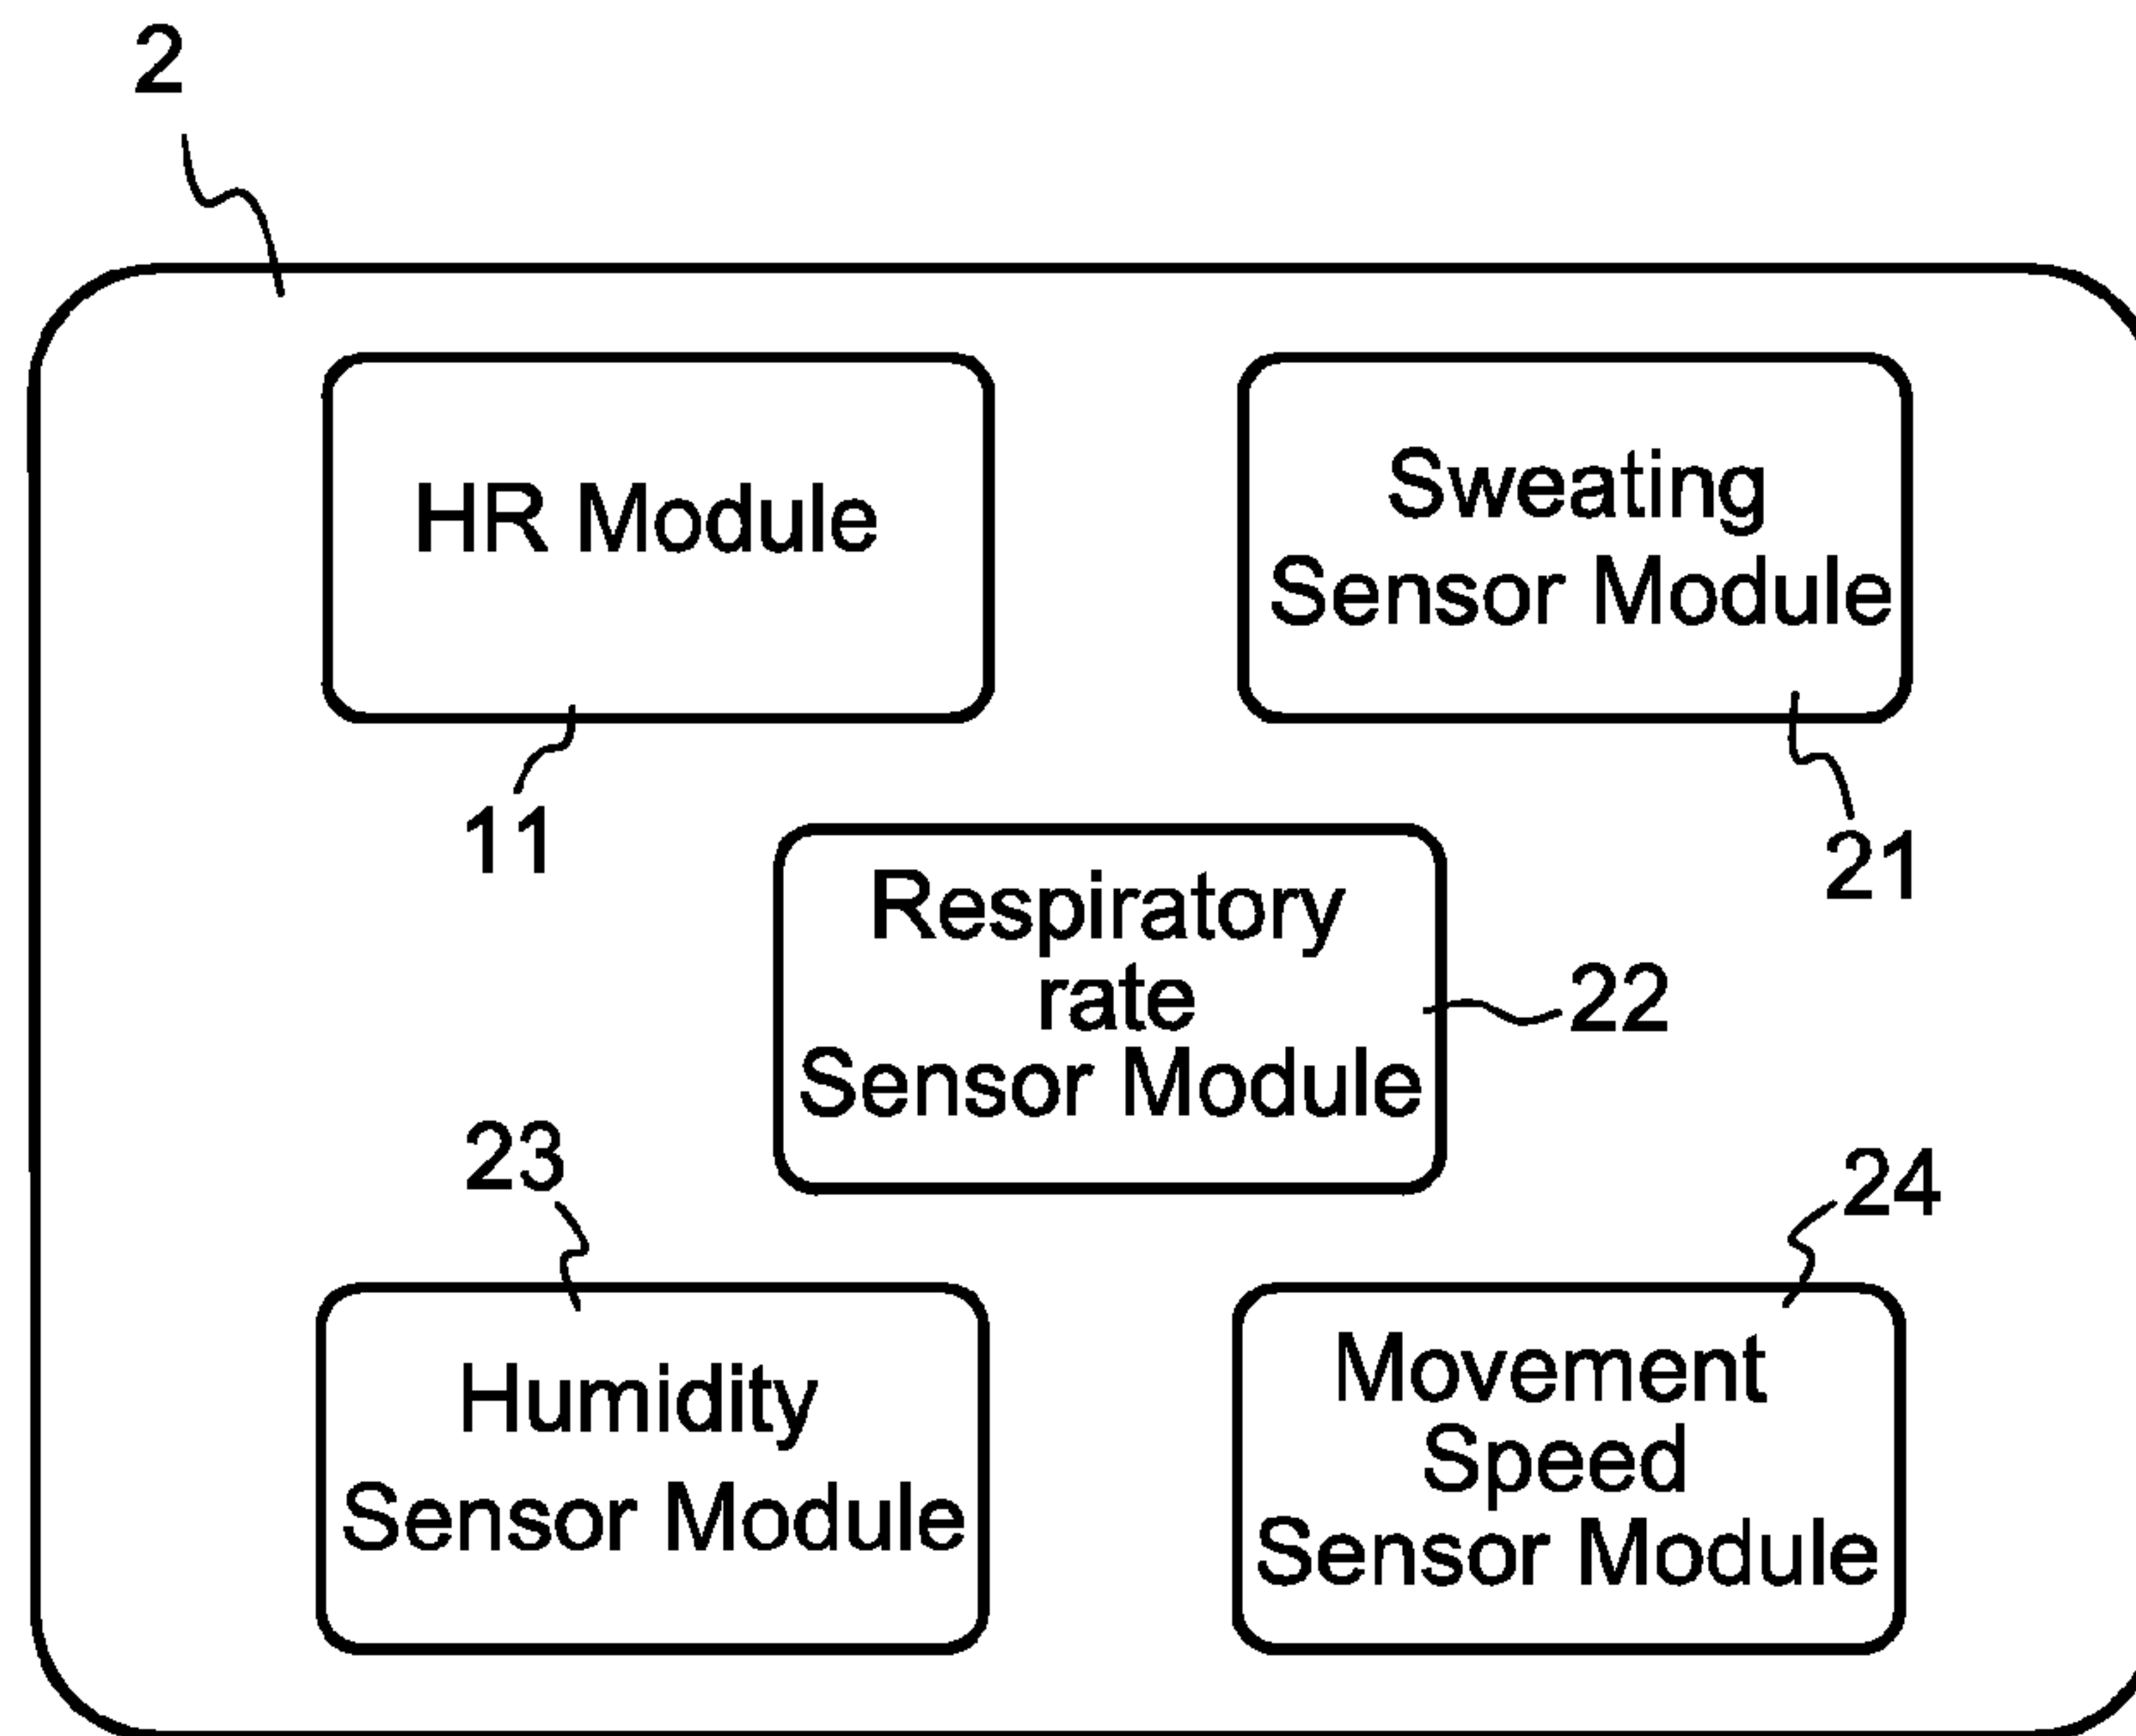 2
HR Module
Sweating
Sensor Module
11
21
Respiratory
rate
Sensor Module
22
23
24
Humidity
Sensor Module
Movement
Speed
Sensor Module